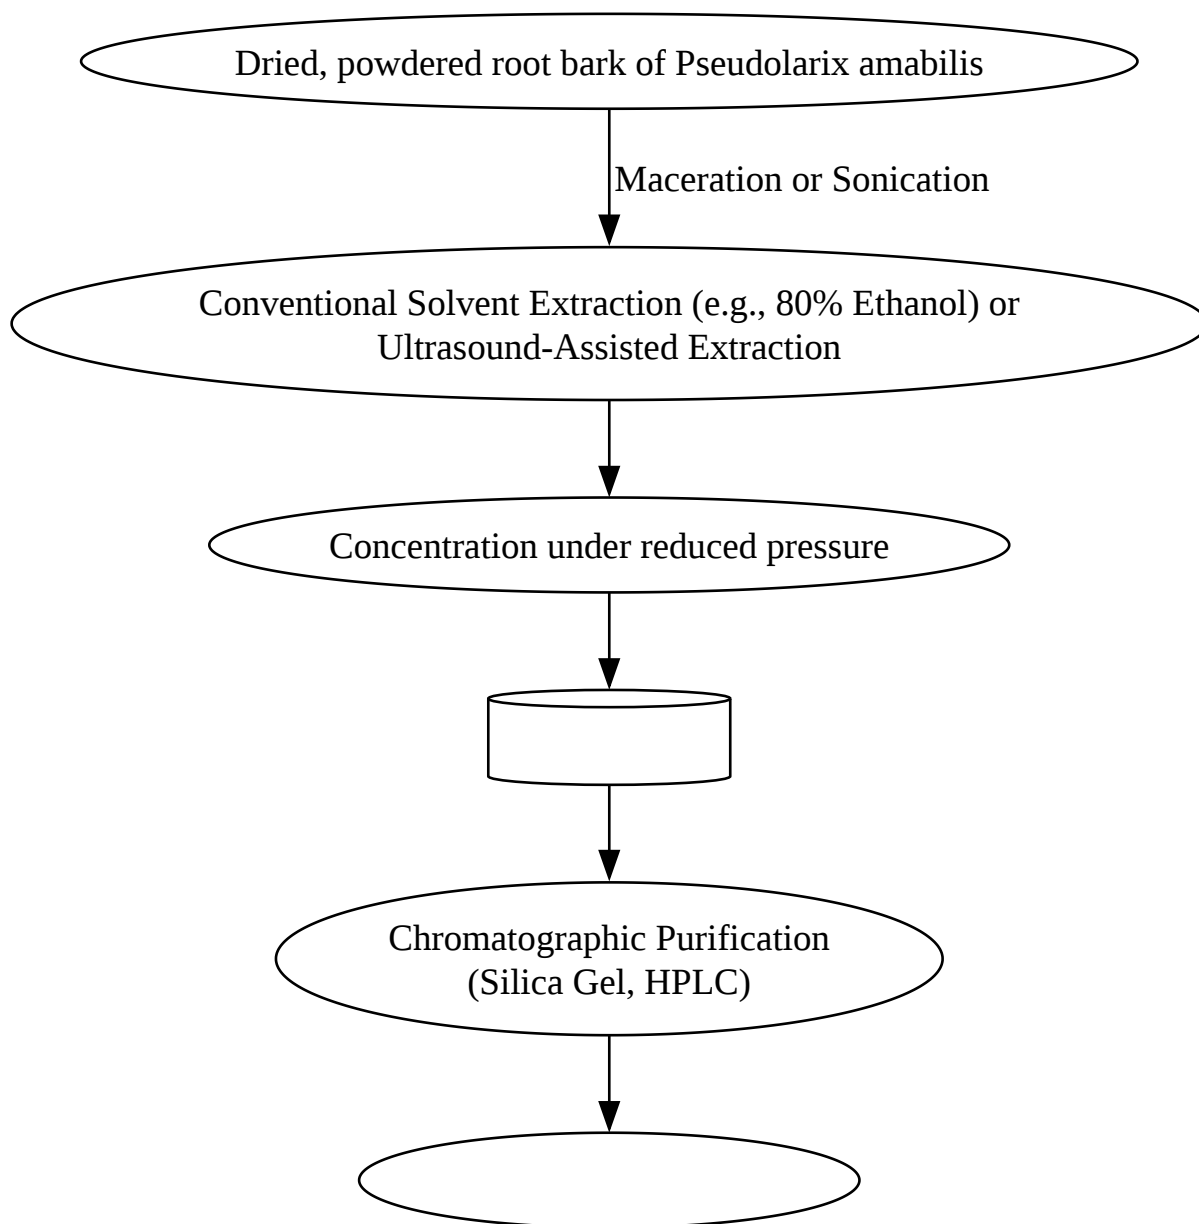 Dried, powdered root bark of Pseudolarix amabilis
Maceration or Sonication
Conventional Solvent Extraction (e.g., 80% Ethanol) or
Ultrasound-Assisted Extraction
Concentration under reduced pressure
Chromatographic Purification
(Silica Gel, HPLC)